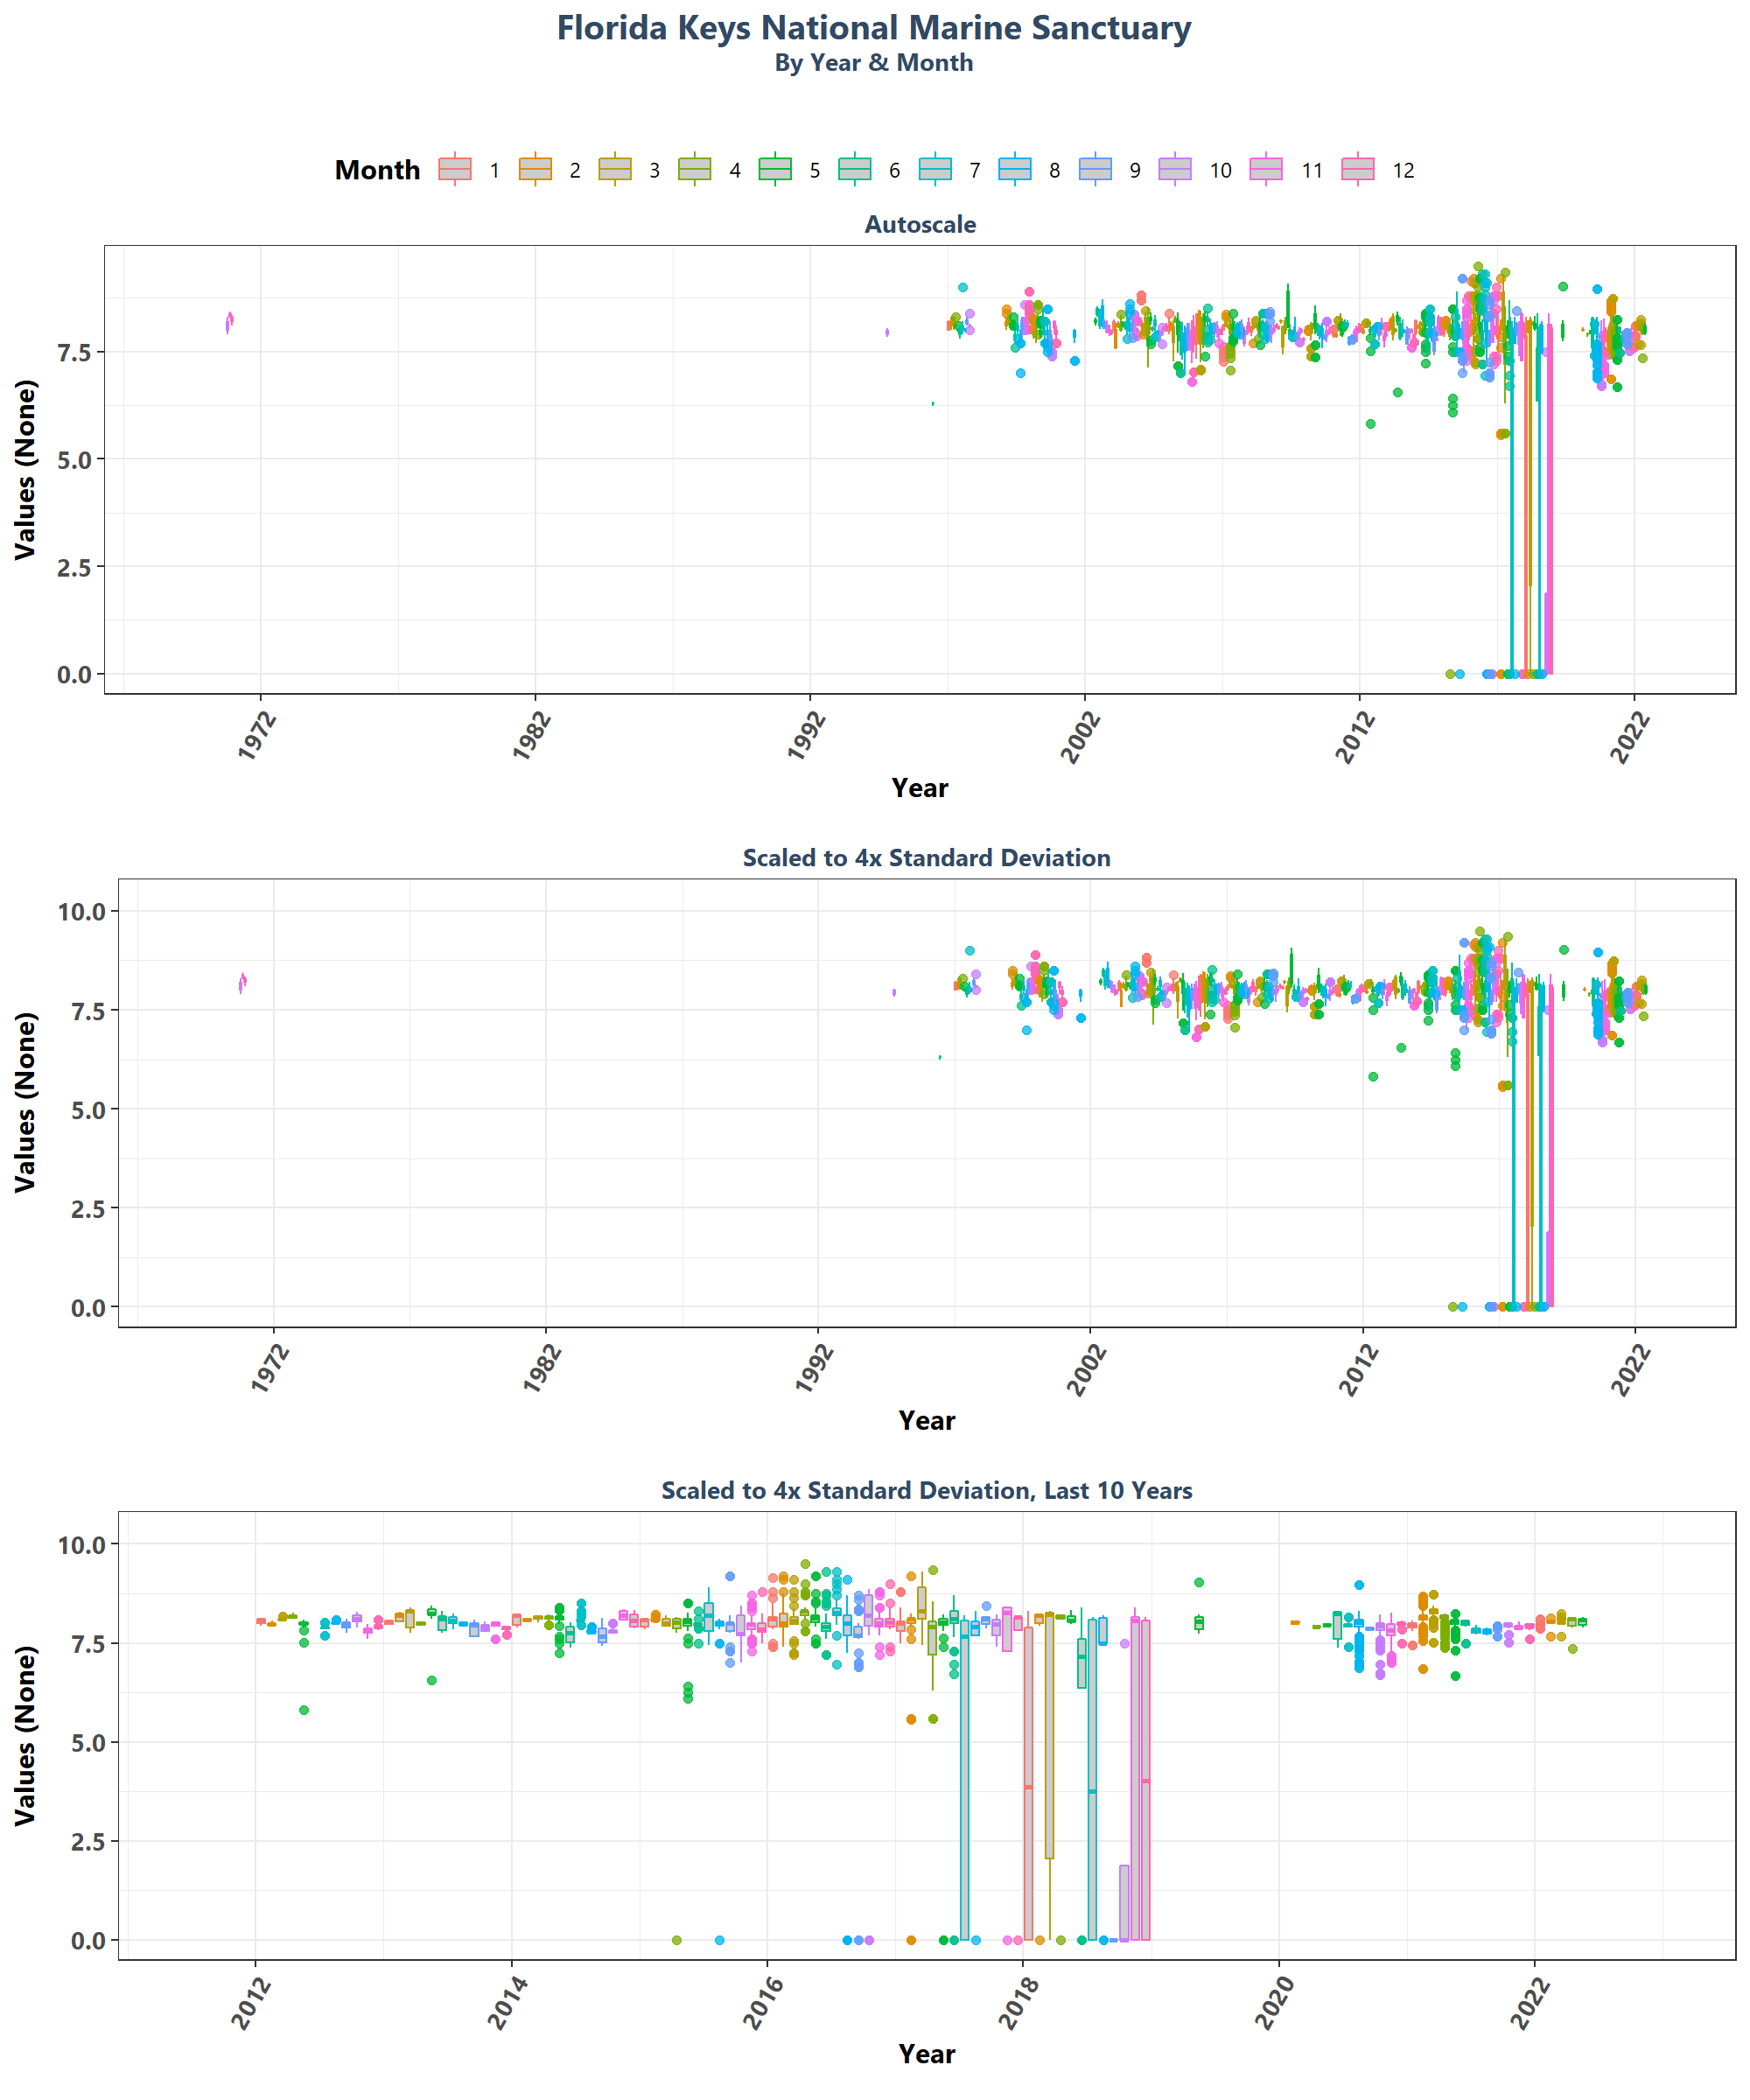 Florida Keys National Marine Sanctuary
By Year & Month
Month 1 2 3 4 5 6 7 8 9 10 11 12
Autoscale
Values (None)
7.5
5.0
2.5
0.0
1972 1982 1992 2002 2012 2022
Year
Scaled to 4x Standard Deviation
Values (None)
10.0
7.5
5.0
2.5
0.0
1972 1982 1992 2002 2012 2022
Year
Scaled to 4x Standard Deviation, Last 10 Years
Values (None)
10.0
7.5
5.0
2.5
0.0
2012 2014 2016 2018 2020 2022
Year